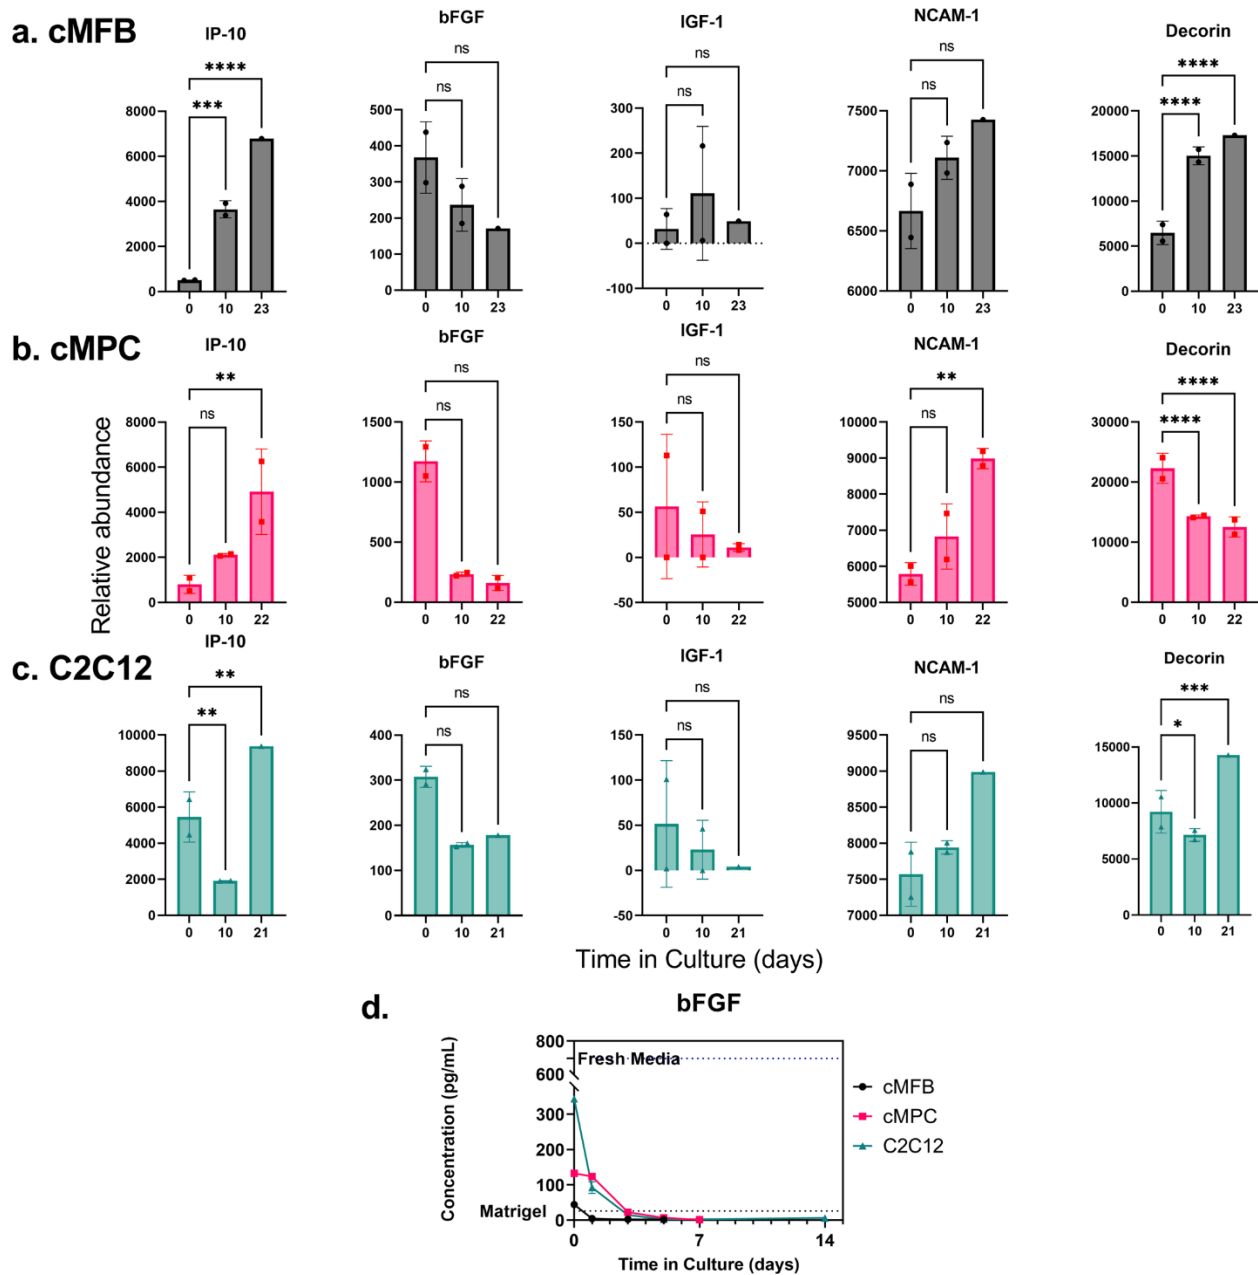 a. cMFB
IP-10
bFGF
IGF-1
NCAM-1
Decorin
****
***
ns
ns
ns
ns
ns
ns
****
****
8000
6000
4000
2000
0
0 10 23
500
400
300
200
100
0
0 10 23
300
200
100
0
-100
0 10 23
7500
7000
6500
6000
0 10 23
20000
15000
10000
5000
0
0 10 23
b. cMPC
IP-10
bFGF
IGF-1
NCAM-1
Decorin
**
ns
ns
ns
ns
ns
**
ns
****
****
Relative abundance
8000
6000
4000
2000
0
0 10 22
1500
1000
500
0
0 10 22
150
100
50
0
-50
0 10 22
10000
9000
8000
7000
6000
5000
0 10 22
30000
20000
10000
0
0 10 22
c. C2C12
IP-10
bFGF
IGF-1
NCAM-1
Decorin
**
**
ns
ns
ns
ns
ns
ns
***
*
10000
8000
6000
4000
2000
0
0 10 21
400
300
200
100
0
0 10 21
150
100
50
0
-50
0 10 21
9500
9000
8500
8000
7500
7000
0 10 21
15000
10000
5000
0
0 10 21
Time in Culture (days)
d.
bFGF
Concentration (pg/mL)
800
600
300
200
100
0
Fresh Media
Matrigel
0 7 14
Time in Culture (days)
cMFB
cMPC
C2C12